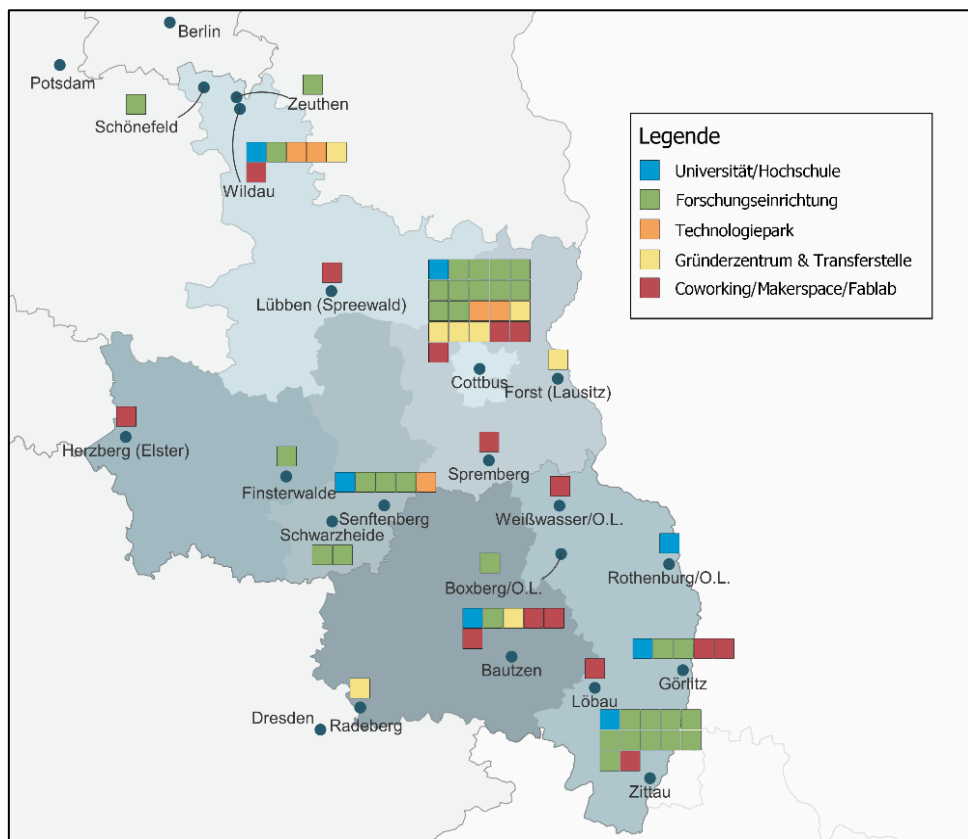 Berlin
Potsdam
Zeuthen
Schönefeld
Wildau
Legende
Universität/Hochschule
Forschungseinrichtung
Technologiepark
Gründerzentrum & Transferstelle
Coworking/Makerspace/Fablab
Lübben (Spreewald)
Cottbus
Forst (Lausitz)
Herzberg (Elster)
Spremberg
Finsterwalde
Senftenberg
Weißwasser/O.L.
Schwarzheide
Boxberg/O.L.
Rothenburg/O.L.
Bautzen
Görlitz
Löbau
Dresden
Radeberg
Zittau